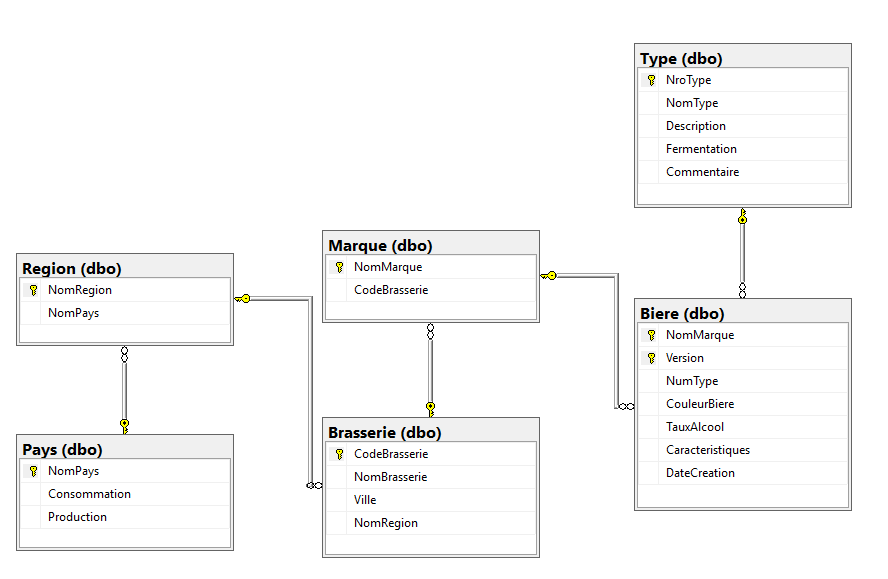 Type (dbo)
NroType
NomType
Description
Fermentation
Commentaire
Marque (dbo)
NomMarque
CodeBrasserie
Region (dbo)
NomRegion
NomPays
Biere (dbo)
NomMarque
Version
NumType
CouleurBiere
TauxAlcool
Caracteristiques
DateCreation
Brasserie (dbo)
CodeBrasserie
NomBrasserie
Ville
NomRegion
Pays (dbo)
NomPays
Consommation
Production